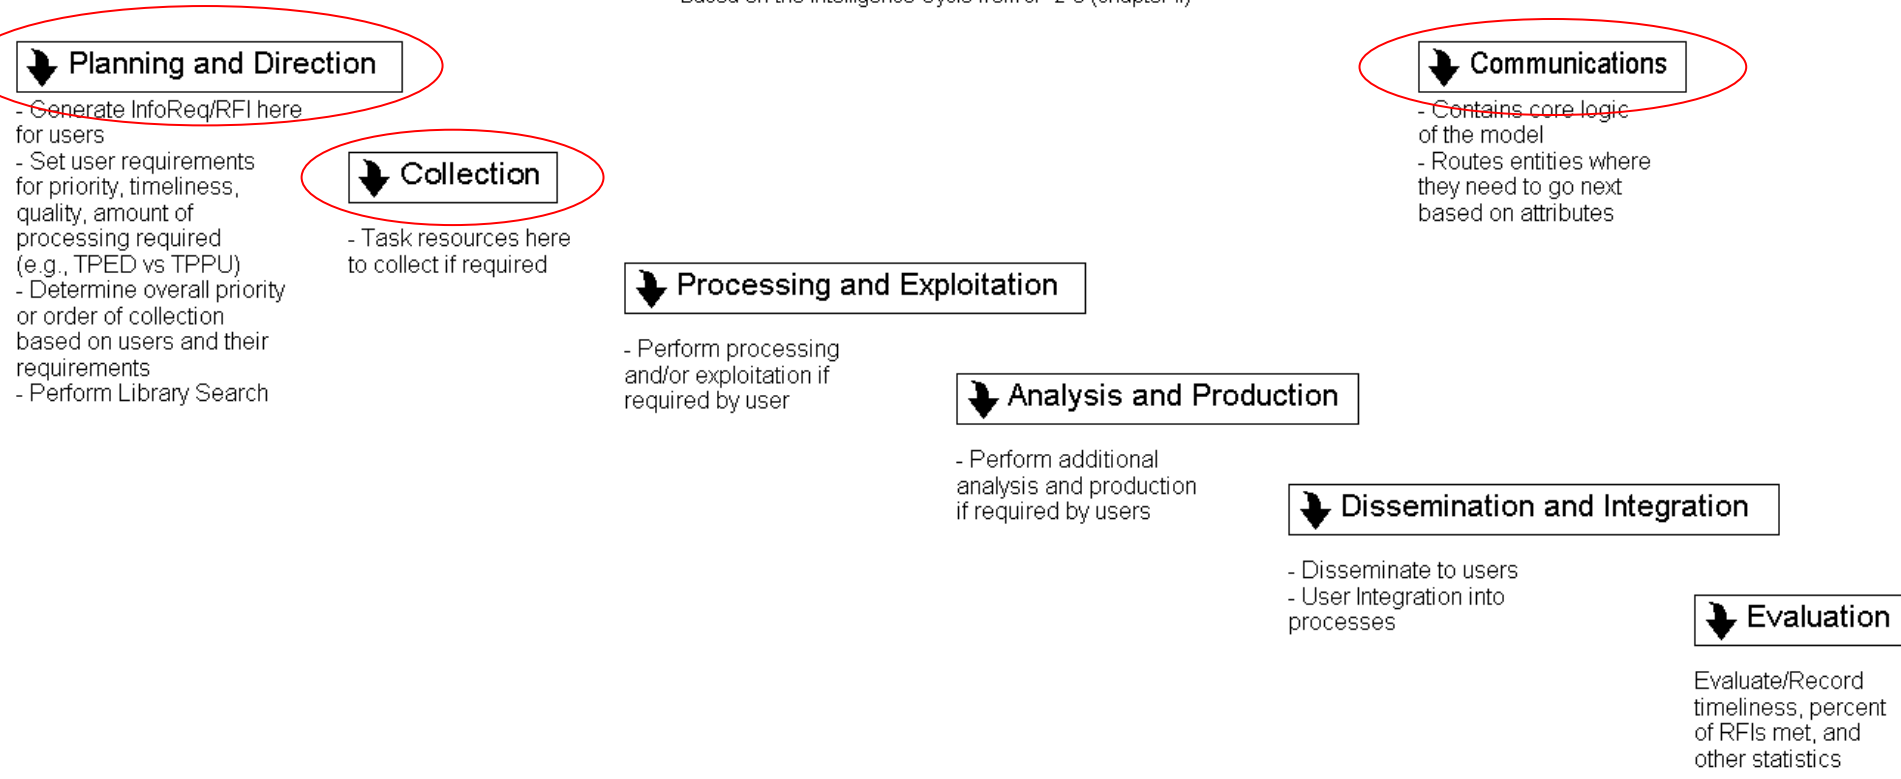 Planning and Direction
- Generate InfoReq/RFI here
for users
- Set user requirements
for priority, timeliness,
quality, amount of
processing required
(e.g., TPED vs TPPU)
- Determine overall priority
or order of collection
based on users and their
requirements
- Perform Library Search
Collection
- Task resources here
to collect if required
Processing and Exploitation
- Perform processing
and/or exploitation if
required by user
Analysis and Production
- Perform additional
analysis and production
if required by users
Dissemination and Integration
- Disseminate to users
- User Integration into
processes
Evaluation
Evaluate/Record
timeliness, percent
of RFIs met, and
other statistics
Communications
- Contains core logic
of the model
- Routes entities where
they need to go next
based on attributes